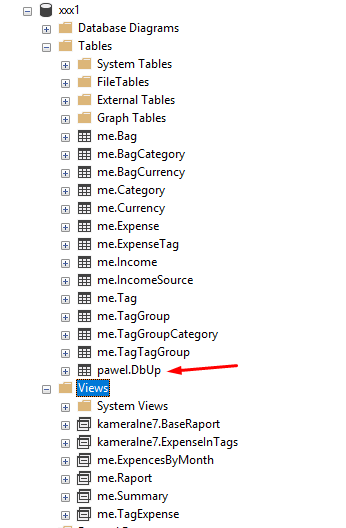 xxx1
Database Diagrams
Tables
System Tables
FileTables
External Tables
Graph Tables
me.Bag
me.BagCategory
me.BagCurrency
me.Category
me.Currency
me.Expense
me.ExpenseTag
me.Income
me.IncomeSource
me.Tag
me.TagGroup
me.TagGroupCategory
me.TagTagGroup
pawel.DbUp
Views
System Views
kameralne7.BaseRaport
kameralne7.ExpenseInTags
me.ExpencesByMonth
me.Raport
me.Summary
me.TagExpense